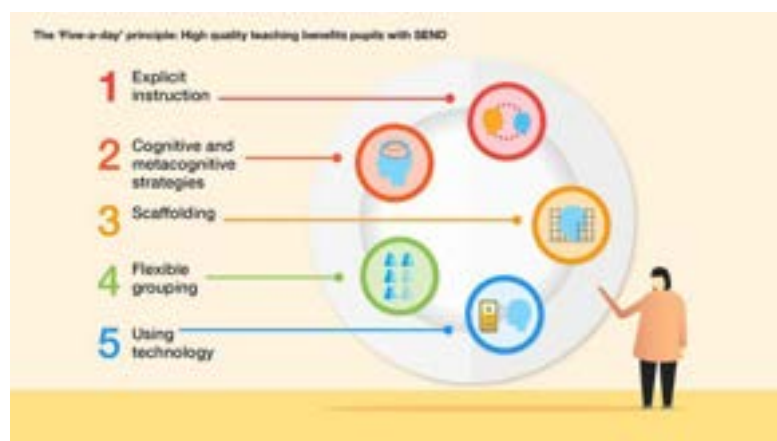 The 'Five-a-day' principle: High quality teaching benefits pupils with SEND
1 Explicit
instruction
2 Cognitive and
metacognitive
strategies
3 Scaffolding
4 Flexible
grouping
5 Using
technology